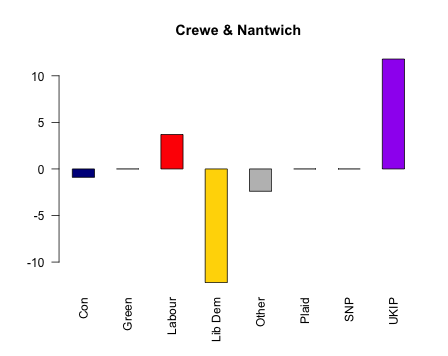 Crewe & Nantwich
10
5
0
-5
-10
Con
Green
Labour
Lib Dem
Other
Plaid
SNP
UKIP